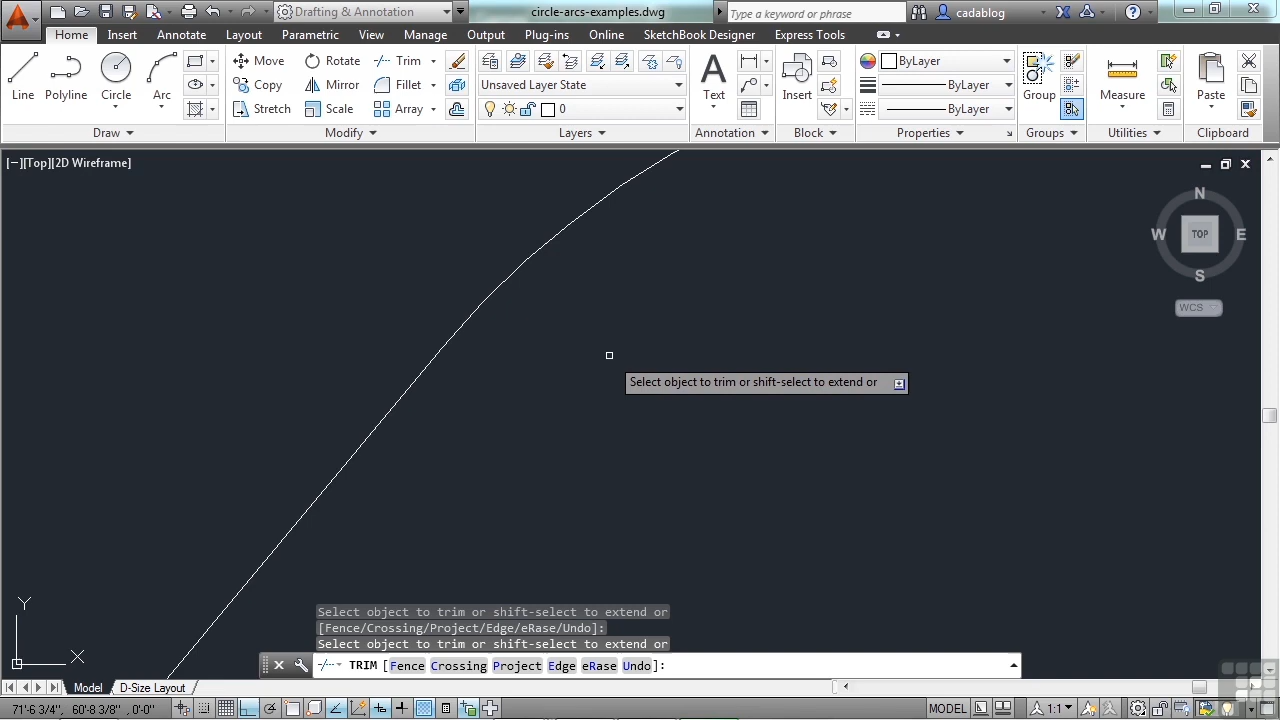 Drafting & Annotation
circle-arcs-examples.dwg
Type a keyword or phrase
cadablog
Home Insert Annotate Layout Parametric View Manage Output Plug-ins Online SketchBook Designer Express Tools
Line
Polyline
Circle
Arc
Move Rotate Trim
Copy Mirror Fillet
Stretch Scale Array
Unsaved Layer State
0
Text
Insert
ByLayer
ByLayer
ByLayer
Group
Measure
Paste
Draw Modify Layers Annotation Block Properties Groups Utilities Clipboard
[−][Top][2D Wireframe]
N
W TOP E
S
WCS
Select object to trim or shift-select to extend or
Y
X
Select object to trim or shift-select to extend or
[Fence/Crossing/Project/Edge/eRase/Undo]:
Select object to trim or shift-select to extend or
TRIM [Fence Crossing Project Edge eRase Undo]:
Model D-Size Layout
71'-6 3/4", 60'-8 3/8" , 0'-0" MODEL 1:1